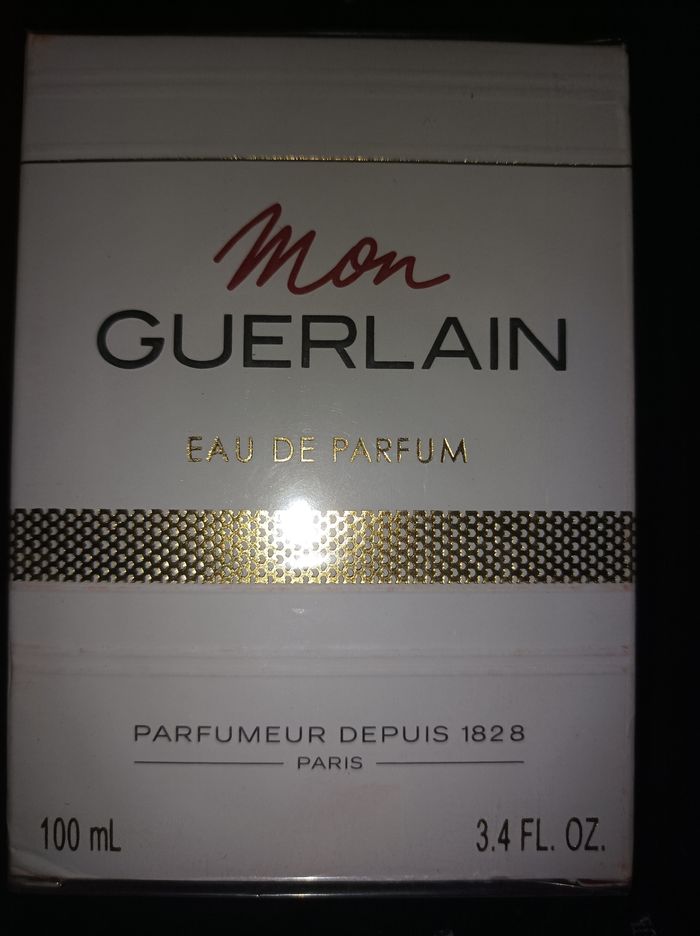 Mon
GUERLAIN
EAU DE PARFUM
PARFUMEUR DEPUIS 1828
PARIS
100 mL
3.4 FL. OZ.